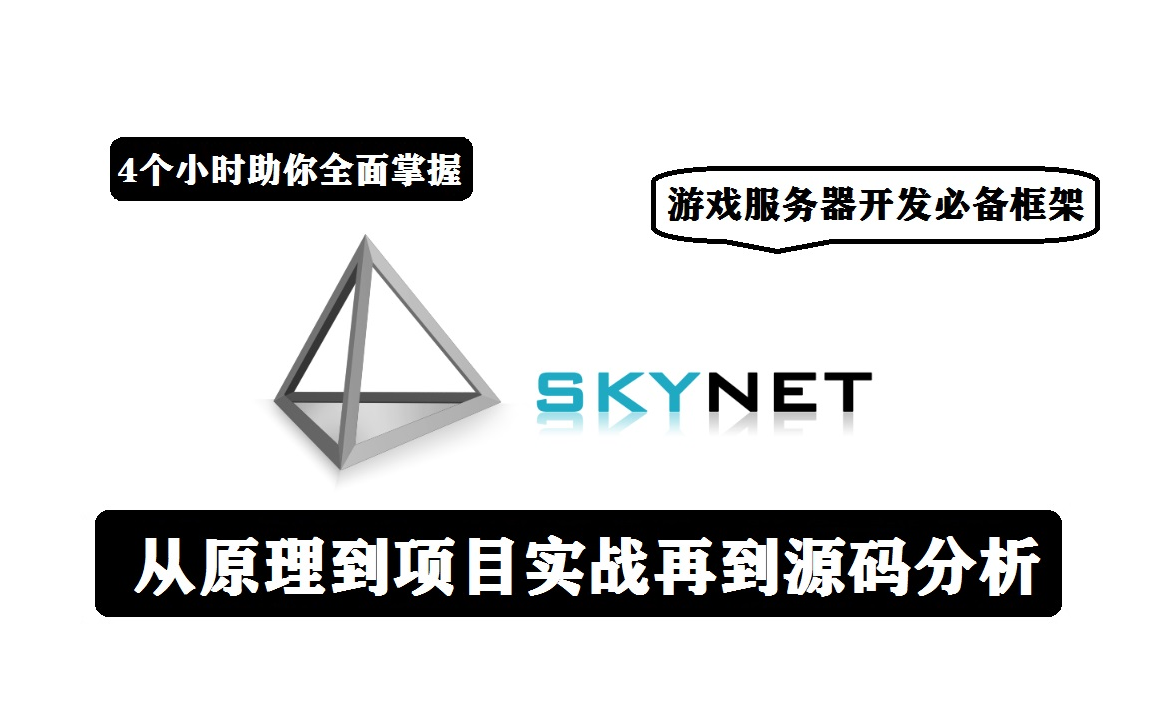 4个小时助你全面掌握
游戏服务器开发必备框架
SKYNET
从原理到项目实战再到源码分析